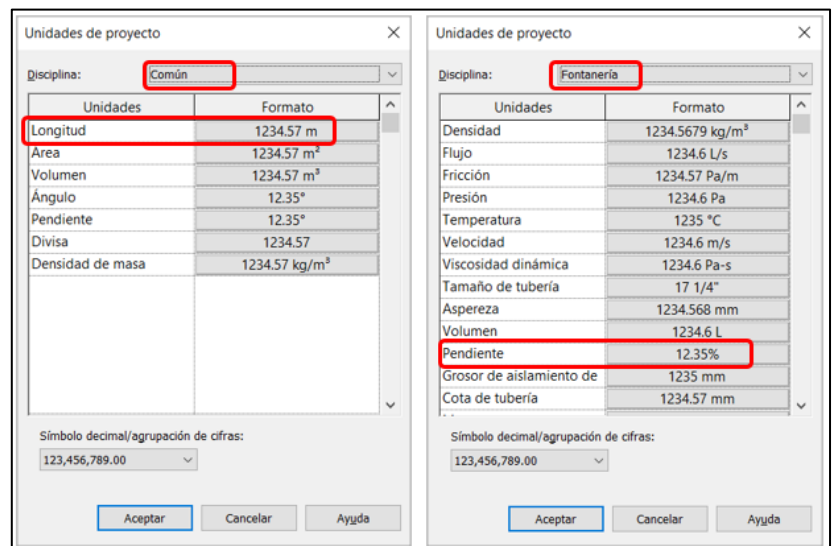 Unidades de proyecto
Disciplina: Común
Unidades Formato
Longitud 1234.57 m
Área 1234.57 m²
Volumen 1234.57 m³
Ángulo 12.35°
Pendiente 12.35°
Divisa 1234.57
Densidad de masa 1234.57 kg/m³
Símbolo decimal/agrupación de cifras:
123,456,789.00
Aceptar Cancelar Ayuda
Unidades de proyecto
Disciplina: Fontanería
Unidades Formato
Densidad 1234.5679 kg/m³
Flujo 1234.6 L/s
Fricción 1234.57 Pa/m
Presión 1234.6 Pa
Temperatura 1235 °C
Velocidad 1234.6 m/s
Viscosidad dinámica 1234.6 Pa-s
Tamaño de tubería 17 1/4"
Aspereza 1234.568 mm
Volumen 1234.6 L
Pendiente 12.35%
Grosor de aislamiento de 1235 mm
Cota de tubería 1234.57 mm
Símbolo decimal/agrupación de cifras:
123,456,789.00
Aceptar Cancelar Ayuda